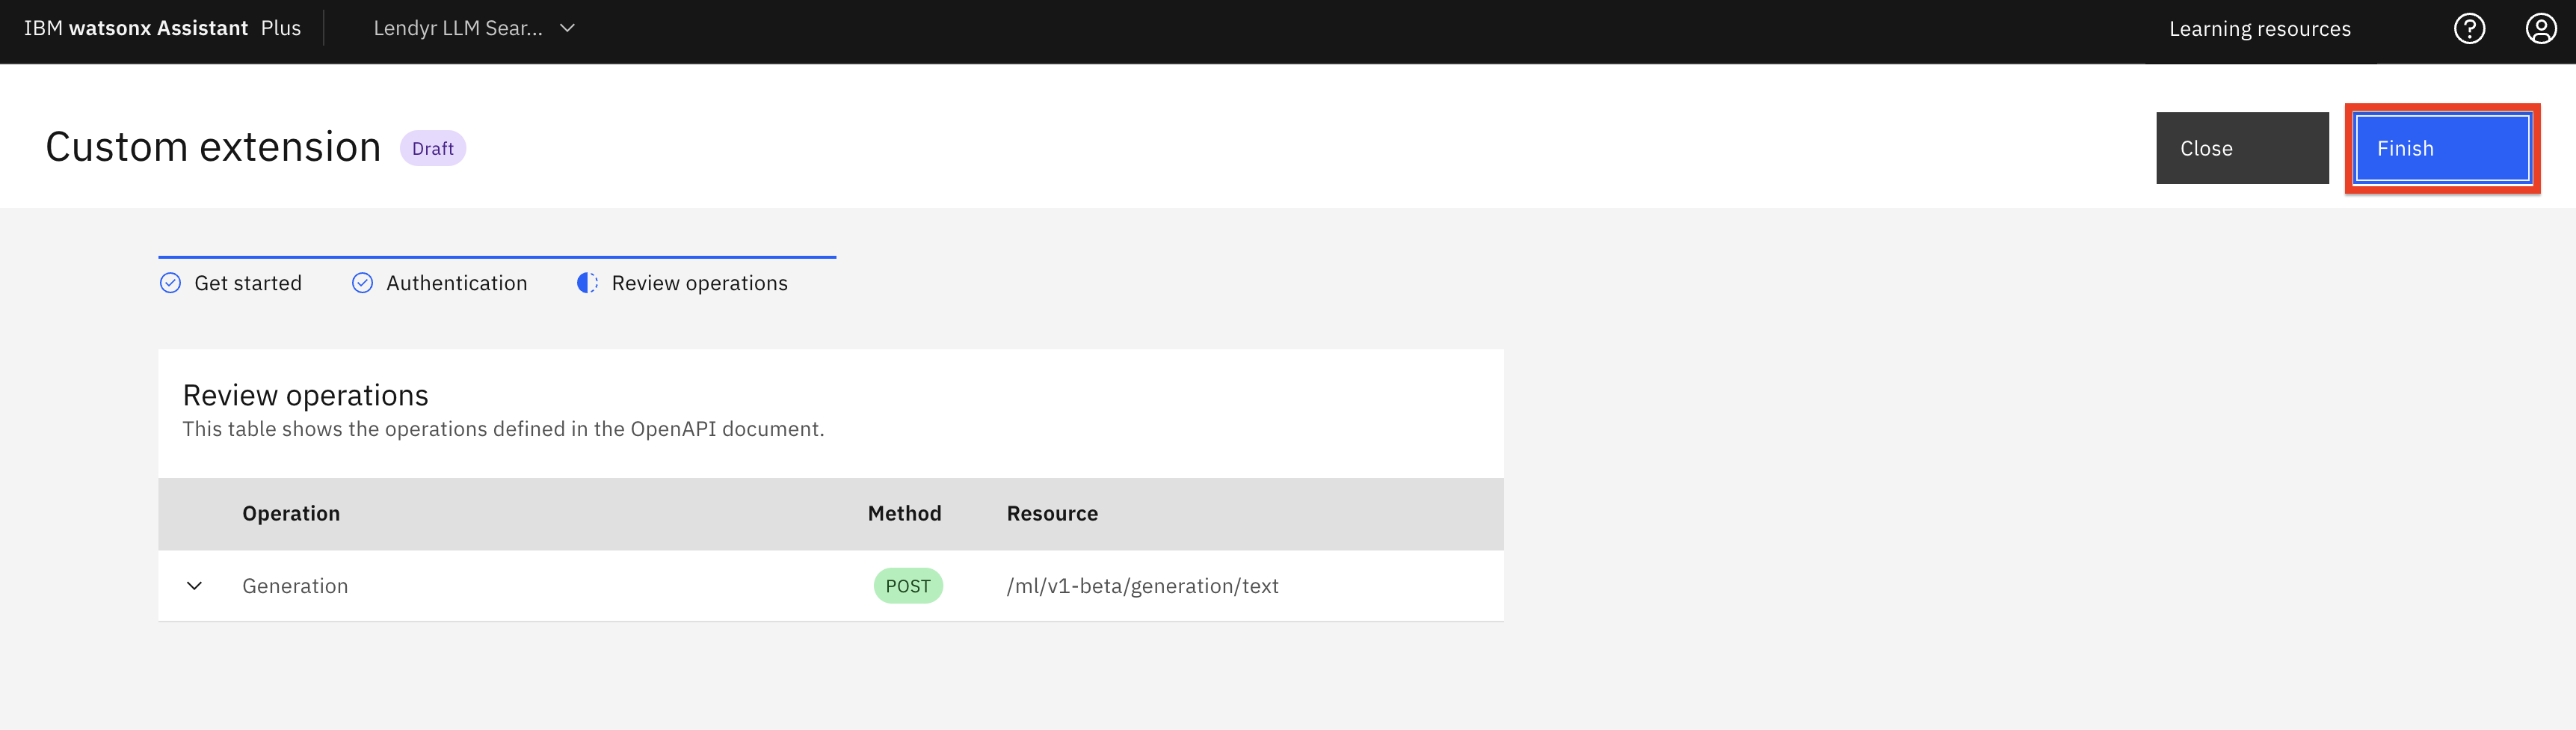 IBM watsonx Assistant Plus
Lendyr LLM Sear...
Learning resources
Custom extension
Draft
Close
Finish
Get started
Authentication
Review operations
Review operations
This table shows the operations defined in the OpenAPI document.
Operation Method Resource
Generation POST /ml/v1-beta/generation/text